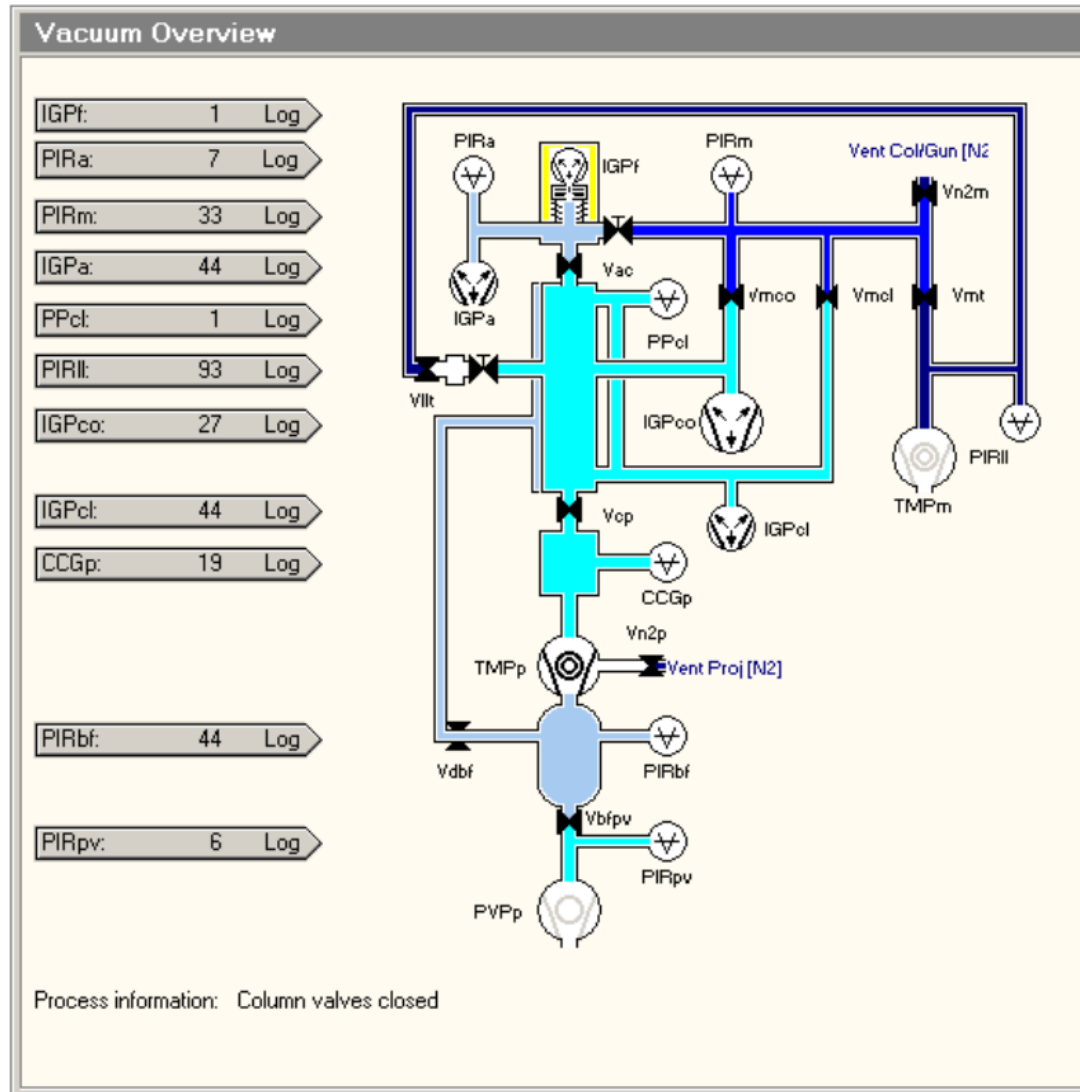 Vacuum Overview
IGPf: 1 Log
PIRa: 7 Log
PIRm: 33 Log
IGPa: 44 Log
PPcl: 1 Log
PIRll: 93 Log
IGPco: 27 Log
IGPcl: 44 Log
CCGp: 19 Log
PIRbf: 44 Log
PIRpv: 6 Log
PIRa
IGPf
PIRm
Vent Col/Gun [N2
Vn2m
Vac
IGPa
PPcl
Vmco
Vmcl
Vmt
Vllt
IGPco
PIRll
TMPm
Vcp
IGPcl
CCGp
Vn2p
TMPp
Vent Proj [N2]
Vdbf
PIRbf
Vbfpv
PIRpv
PVPp
Process information: Column valves closed